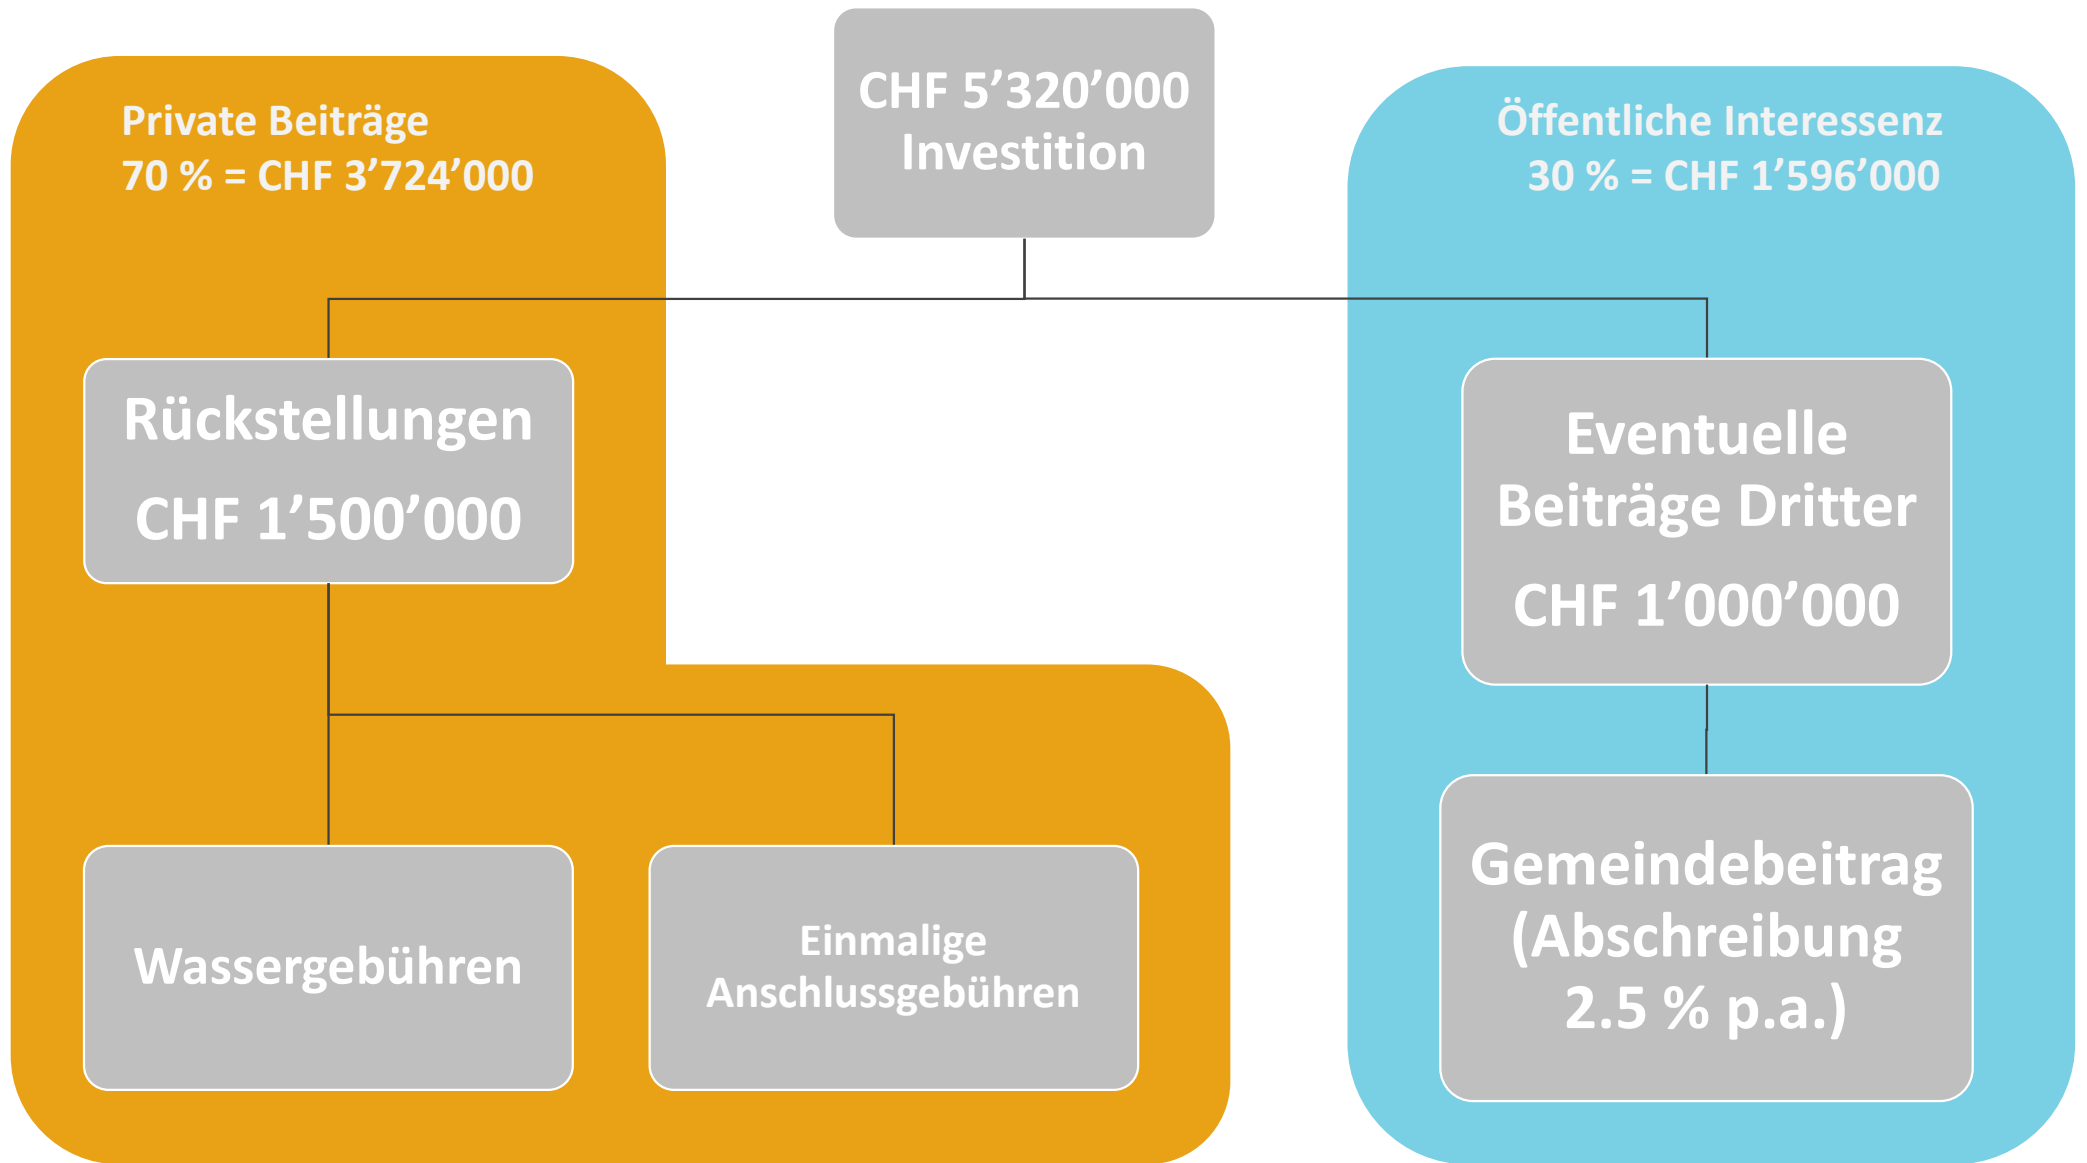 CHF 5’320’000
Investition
Private Beiträge
70 % = CHF 3’724’000
Öffentliche Interessenz
30 % = CHF 1’596’000
Rückstellungen
CHF 1’500’000
Eventuelle
Beiträge Dritter
CHF 1’000’000
Wassergebühren
Einmalige
Anschlussgebühren
Gemeindebeitrag
(Abschreibung
2.5 % p.a.)